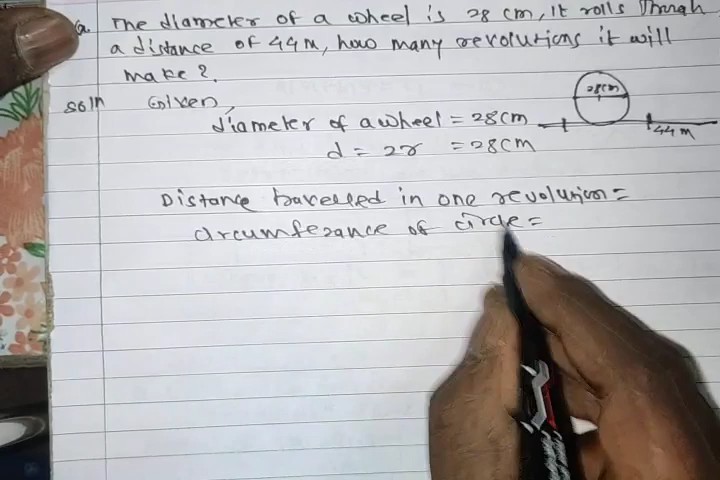 Q. The diameter of a wheel is 28 cm, it rolls through
a distance of 44m, how many revolutions it will
make?
Soln Given,
diameter of a wheel = 28cm
28cm
44 m
d = 2r = 28cm
Distance travelled in one revolution =
circumferance of circle =